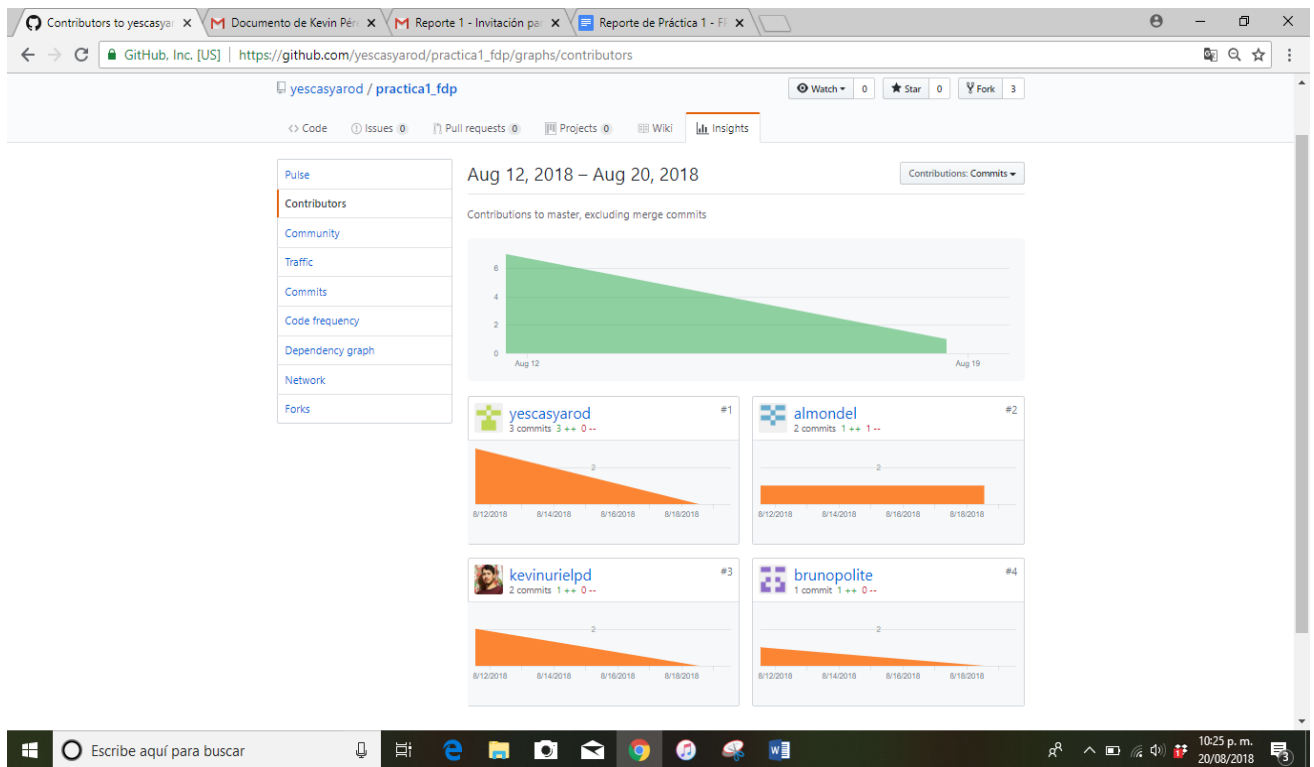 Contributors to yescasyar
Documento de Kevin Pér
Reporte 1 - Invitación par
Reporte de Práctica 1 - FI
GitHub, Inc. [US] | https://github.com/yescasyarod/practica1_fdp/graphs/contributors
yescasyarod / practica1_fdp
Watch 0 Star 0 Fork 3
Code Issues 0 Pull requests 0 Projects 0 Wiki Insights
Pulse
Contributors
Community
Traffic
Commits
Code frequency
Dependency graph
Network
Forks
Aug 12, 2018 – Aug 20, 2018
Contributions: Commits
Contributions to master, excluding merge commits
6
4
2
0
Aug 12 Aug 19
yescasyarod #1
3 commits 3 ++ 0 --
2
8/12/2018 8/14/2018 8/16/2018 8/18/2018
almondel #2
2 commits 1 ++ 1 --
2
8/12/2018 8/14/2018 8/16/2018 8/18/2018
kevinurielpd #3
2 commits 1 ++ 0 --
2
8/12/2018 8/14/2018 8/16/2018 8/18/2018
brunopolite #4
1 commit 1 ++ 0 --
2
8/12/2018 8/14/2018 8/16/2018 8/18/2018
Escribe aquí para buscar
10:25 p. m.
20/08/2018
3